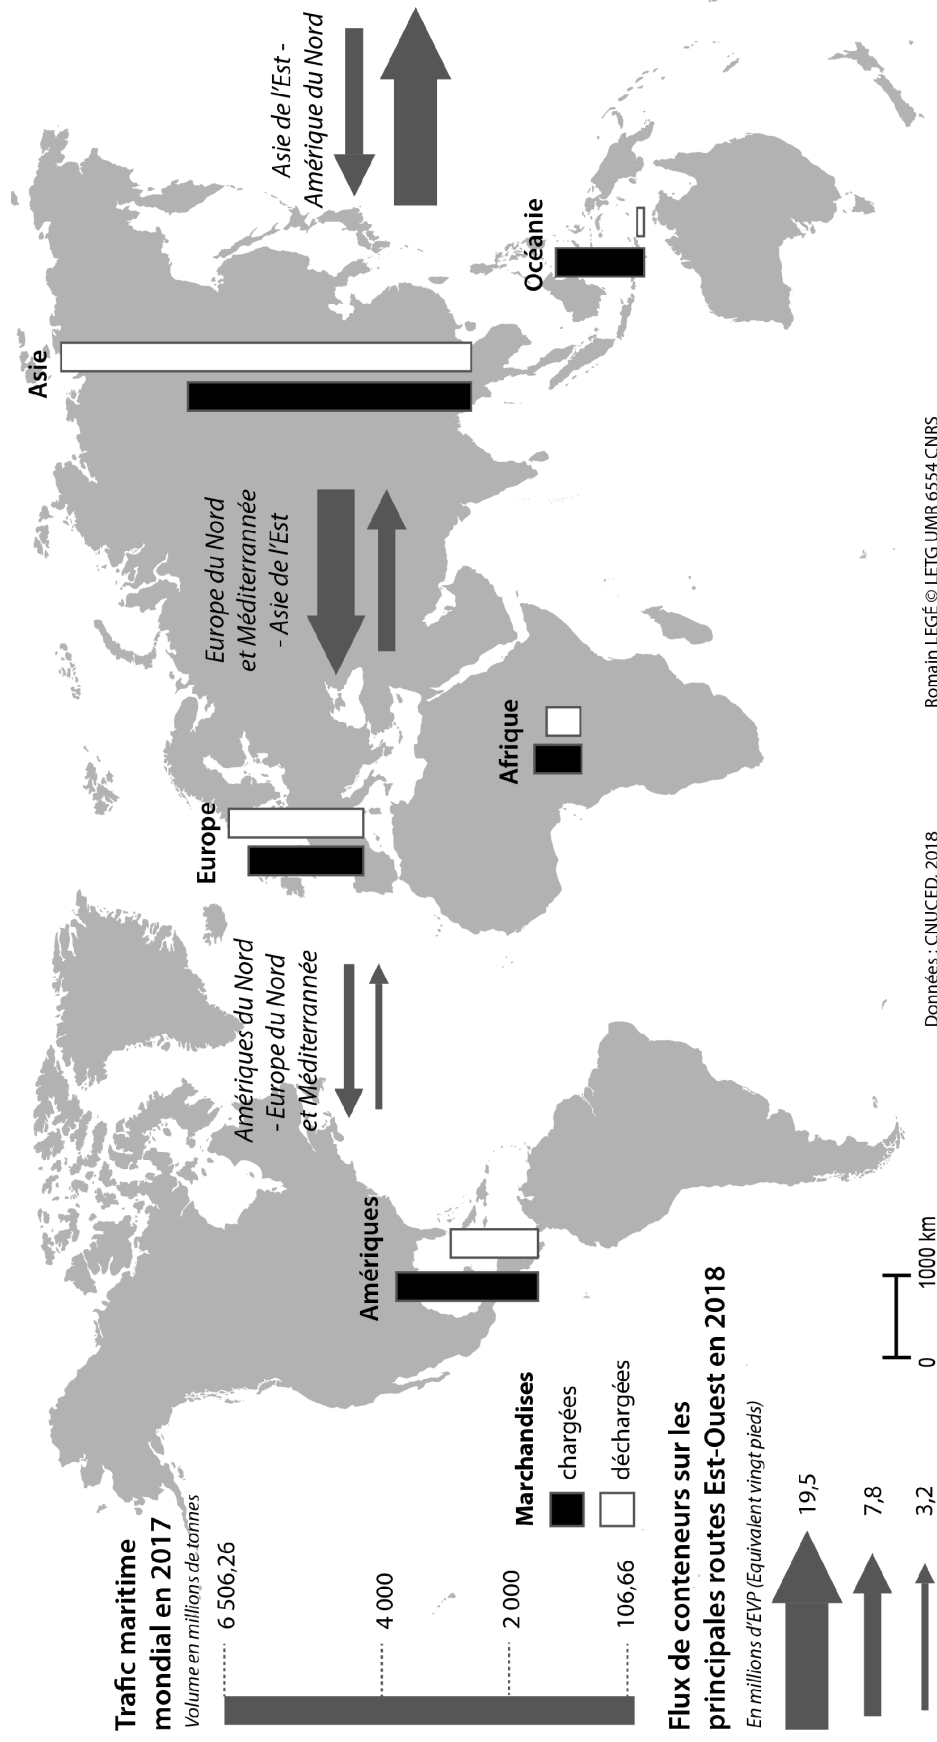 Asie de l'Est -
Amérique du Nord
Asie
Océanie
Europe du Nord
et Méditerrannée
- Asie de l'Est
Europe
Afrique
Amériques du Nord
- Europe du Nord
et Méditerrannée
Amériques
Trafic maritime
mondial en 2017
Volume en millions de tonnes
6 506,26
4 000
2 000
106,66
Marchandises
chargées
déchargées
Flux de conteneurs sur les
principales routes Est-Ouest en 2018
En millions d'EVP (Equivalent vingt pieds)
19,5
7,8
3,2
0 1000 km
Données : CNUCED, 2018
Romain LEGÉ © LETG UMR 6554 CNRS